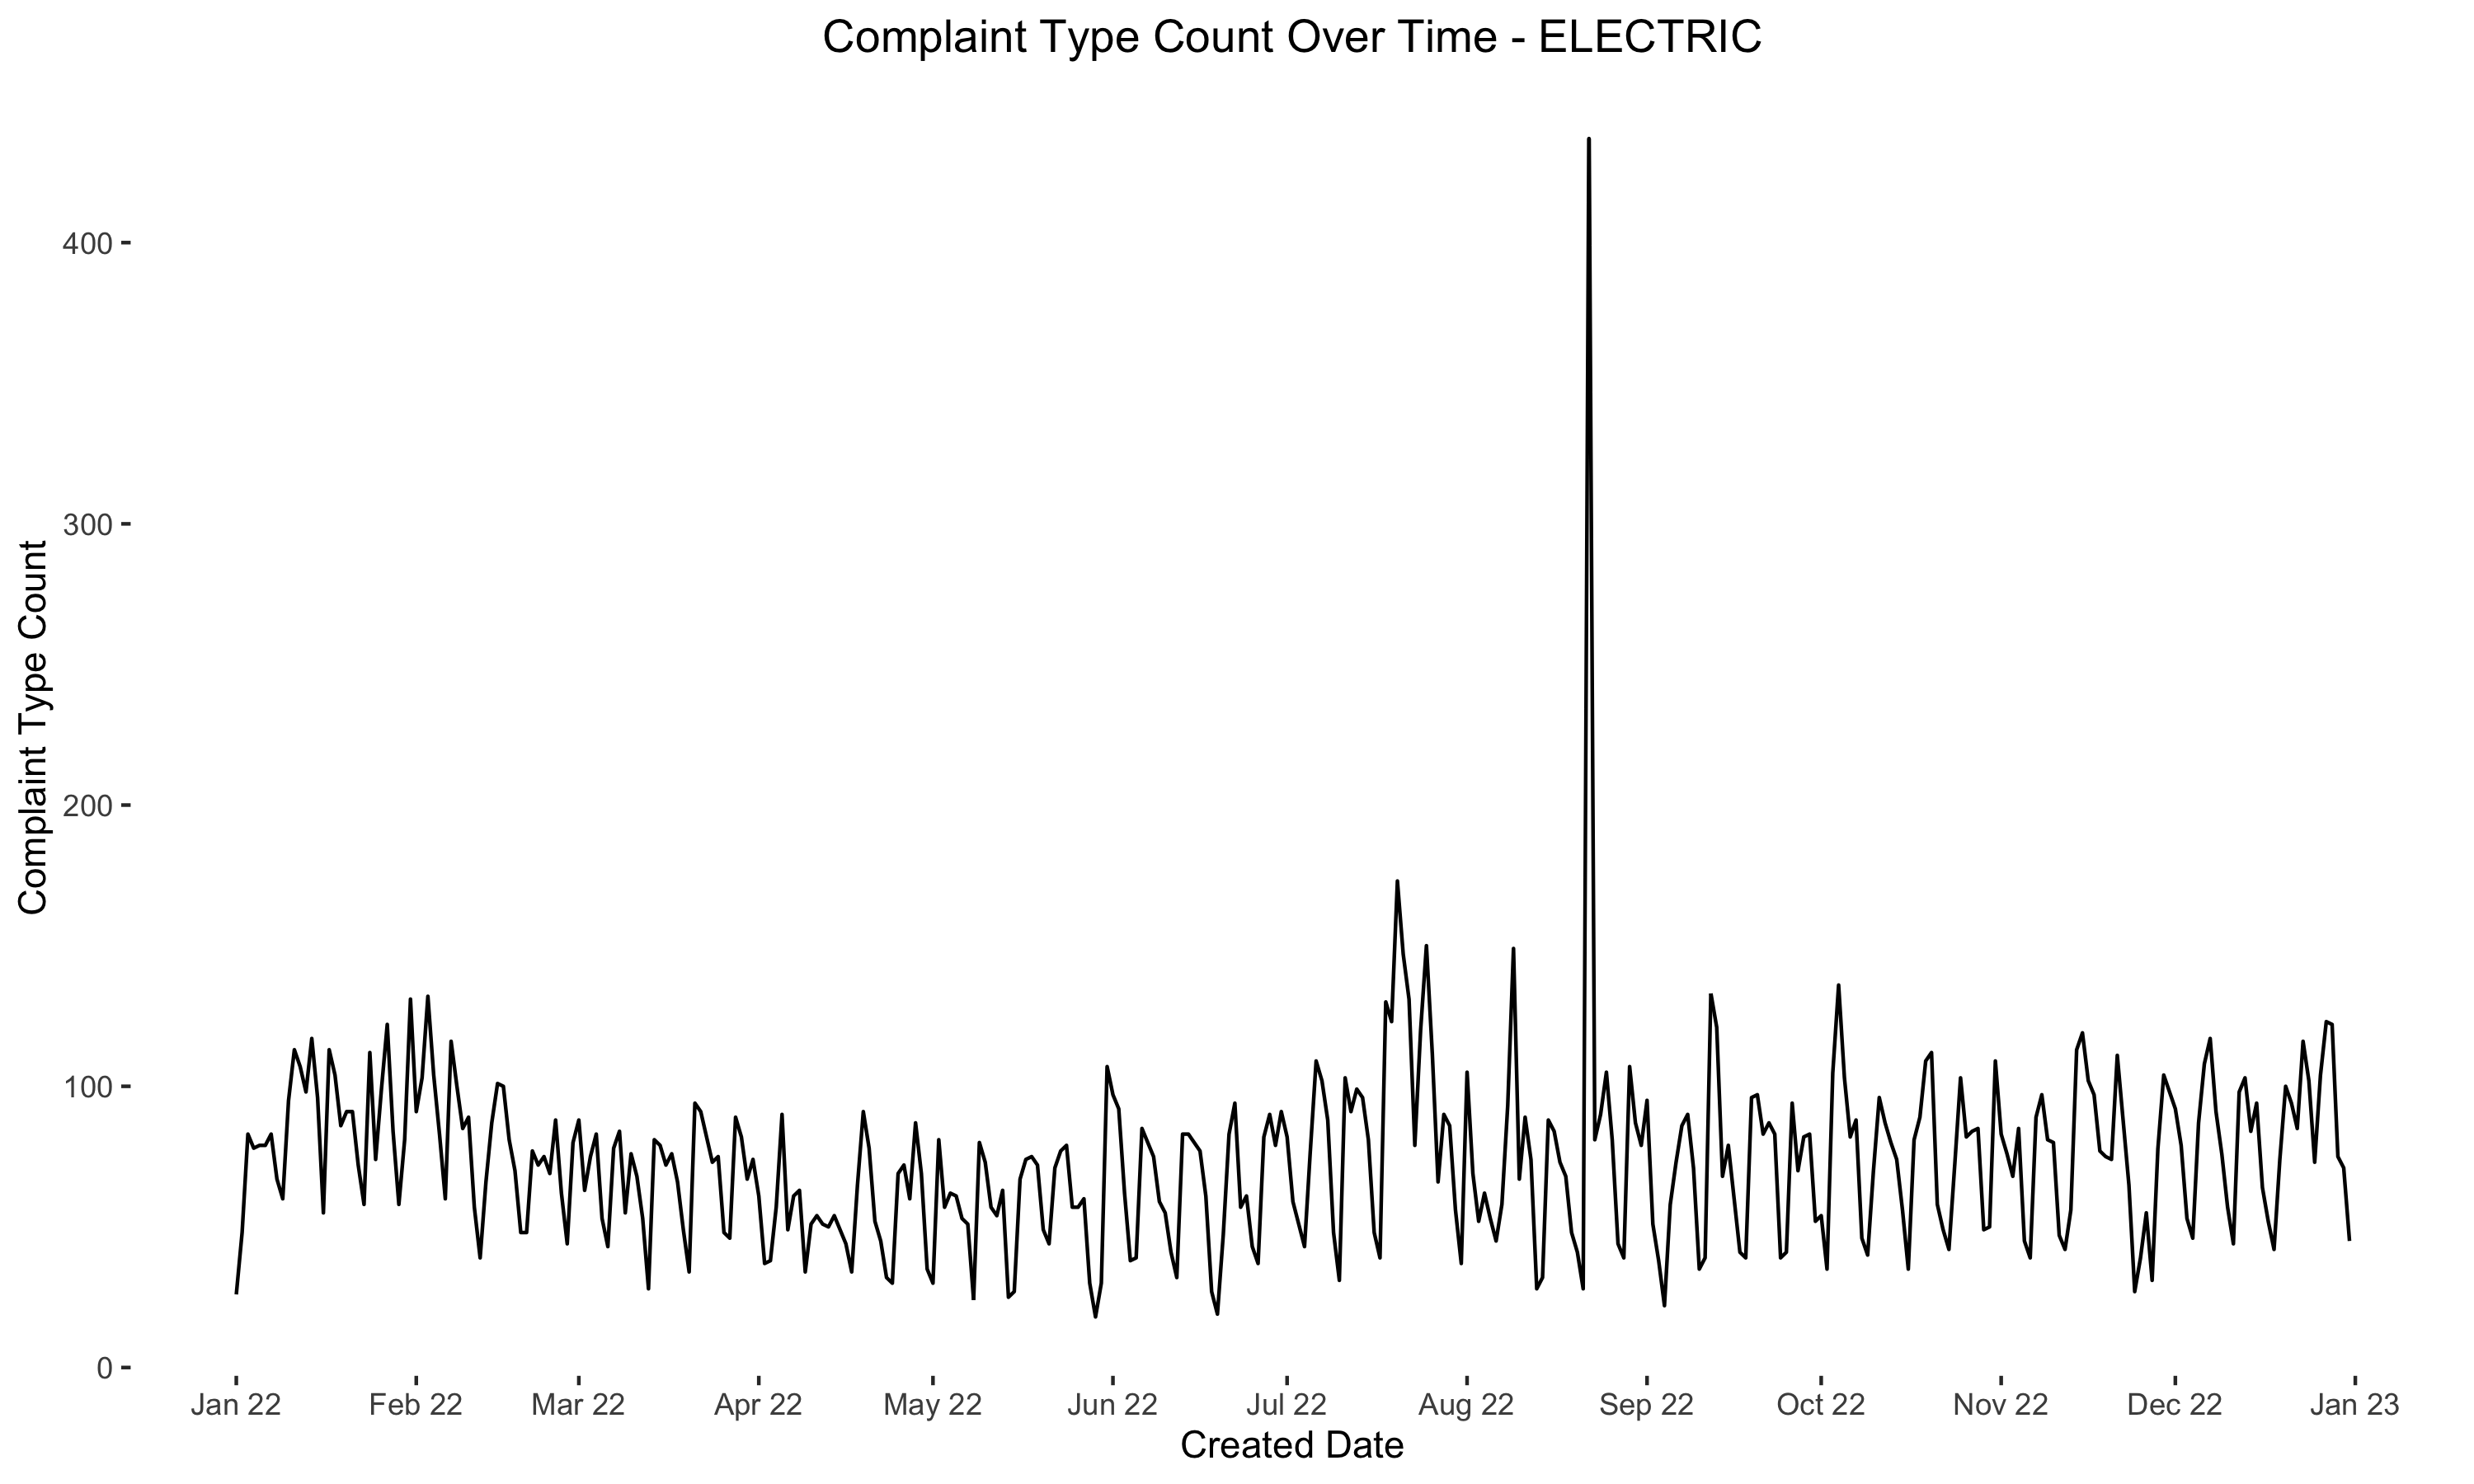 Complaint Type Count Over Time - ELECTRIC
Complaint Type Count
400
300
200
100
0
Jan 22 Feb 22 Mar 22 Apr 22 May 22 Jun 22 Jul 22 Aug 22 Sep 22 Oct 22 Nov 22 Dec 22 Jan 23
Created Date